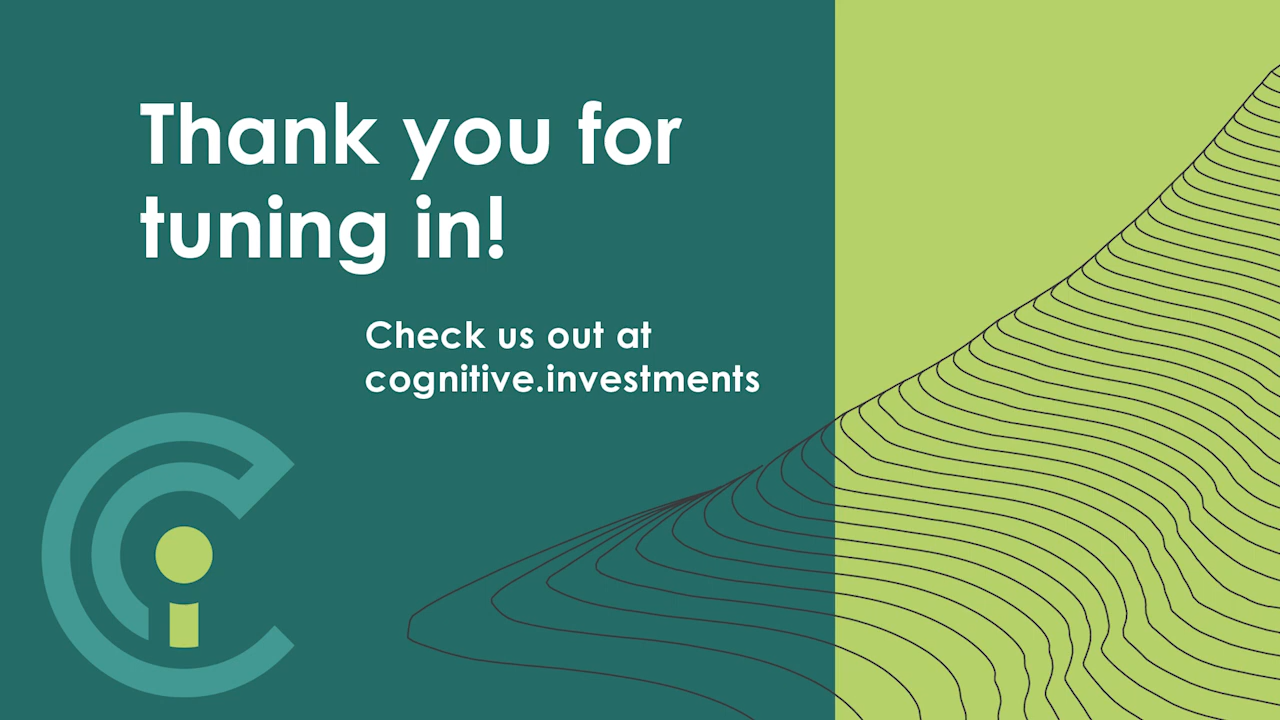 Thank you for
tuning in!
Check us out at
cognitive.investments